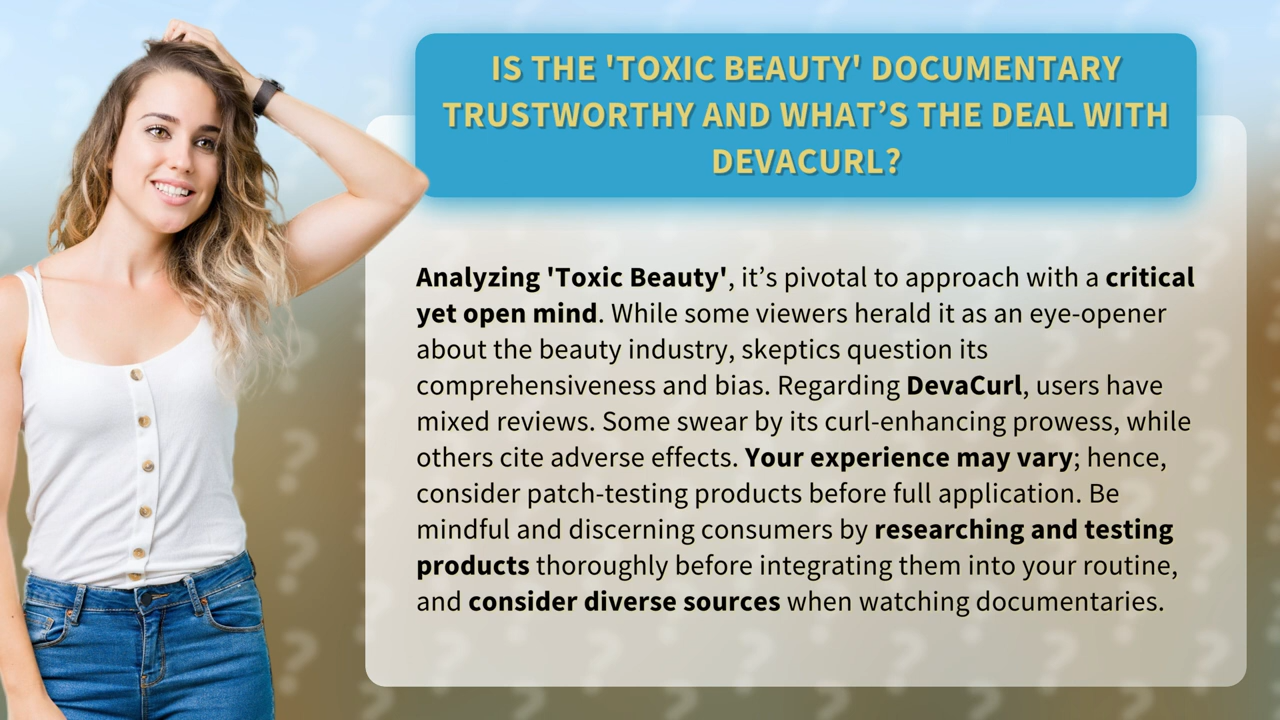 IS THE 'TOXIC BEAUTY' DOCUMENTARY
TRUSTWORTHY AND WHAT’S THE DEAL WITH
DEVACURL?
Analyzing 'Toxic Beauty', it’s pivotal to approach with a critical
yet open mind. While some viewers herald it as an eye-opener
about the beauty industry, skeptics question its
comprehensiveness and bias. Regarding DevaCurl, users have
mixed reviews. Some swear by its curl-enhancing prowess, while
others cite adverse effects. Your experience may vary; hence,
consider patch-testing products before full application. Be
mindful and discerning consumers by researching and testing
products thoroughly before integrating them into your routine,
and consider diverse sources when watching documentaries.